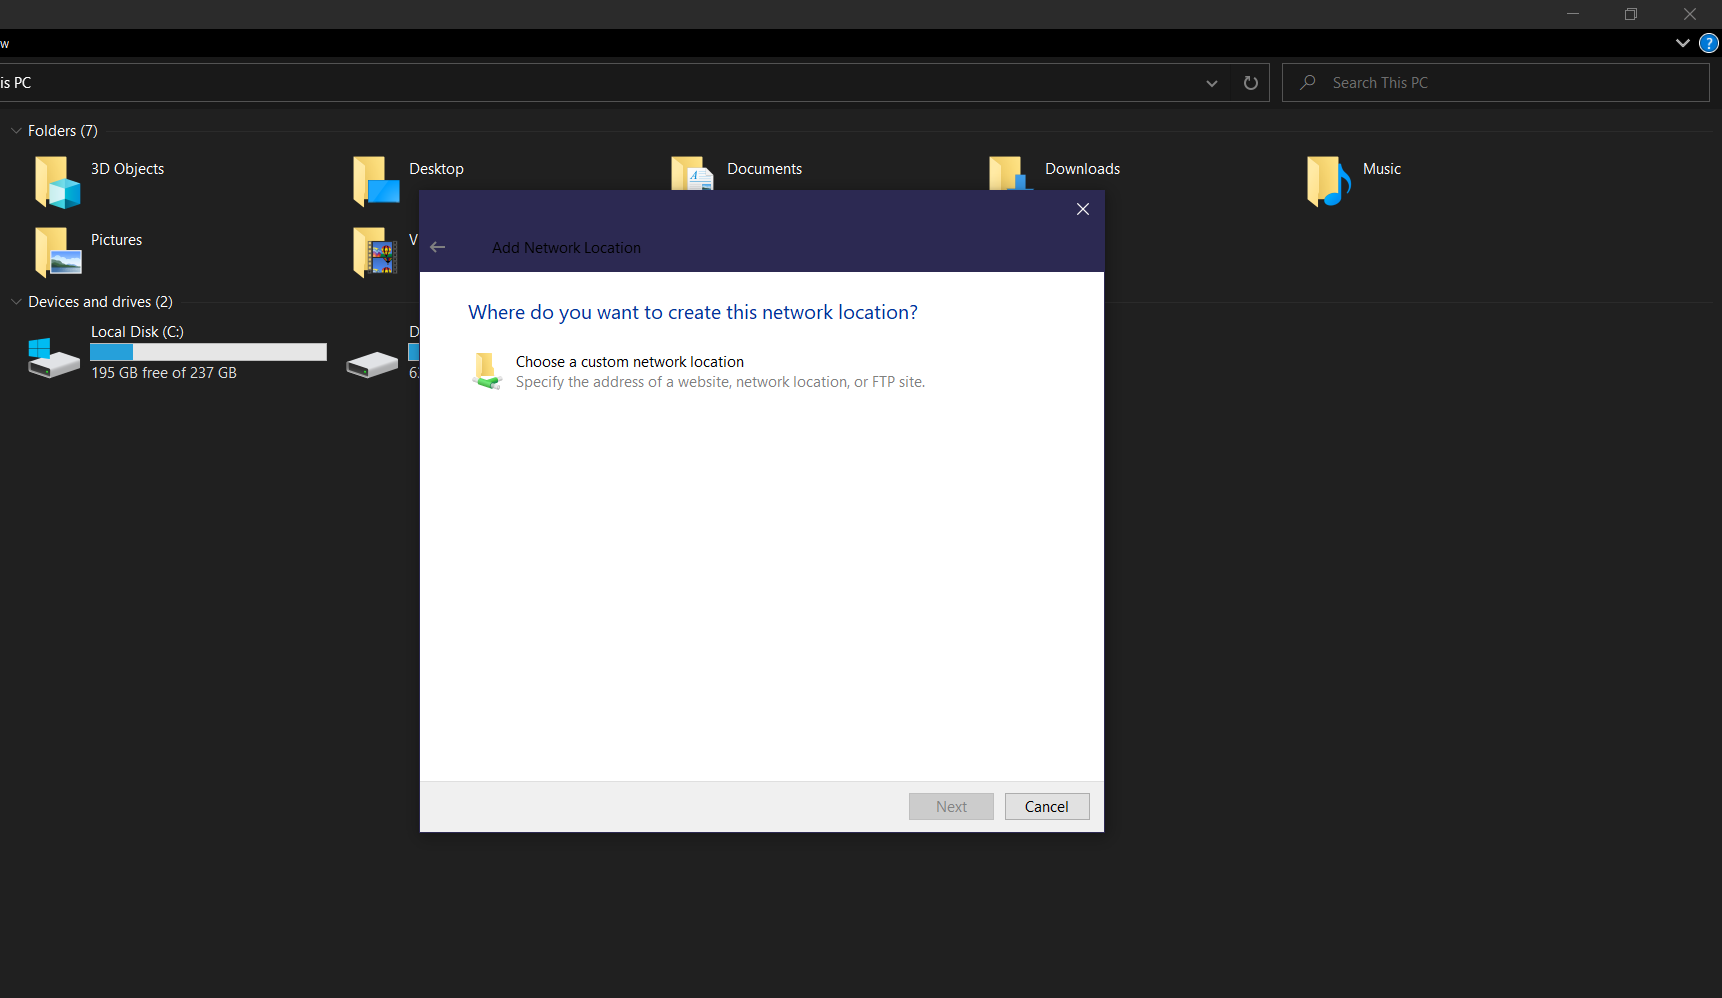 w
is PC
Search This PC
Folders (7)
3D Objects
Desktop
Documents
Downloads
Music
Pictures
V
Add Network Location
Devices and drives (2)
Local Disk (C:)
195 GB free of 237 GB
D
Where do you want to create this network location?
Choose a custom network location
Specify the address of a website, network location, or FTP site.
Next
Cancel